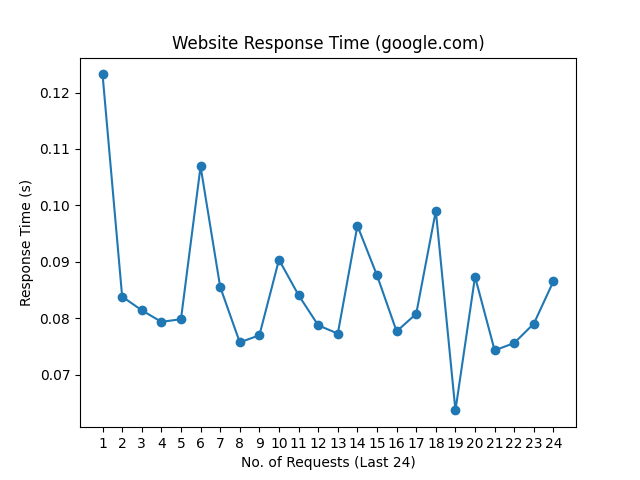 Website Response Time (google.com)
0.12
0.11
0.10
0.09
0.08
0.07
Response Time (s)
1 2 3 4 5 6 7 8 9 10 11 12 13 14 15 16 17 18 19 20 21 22 23 24
No. of Requests (Last 24)